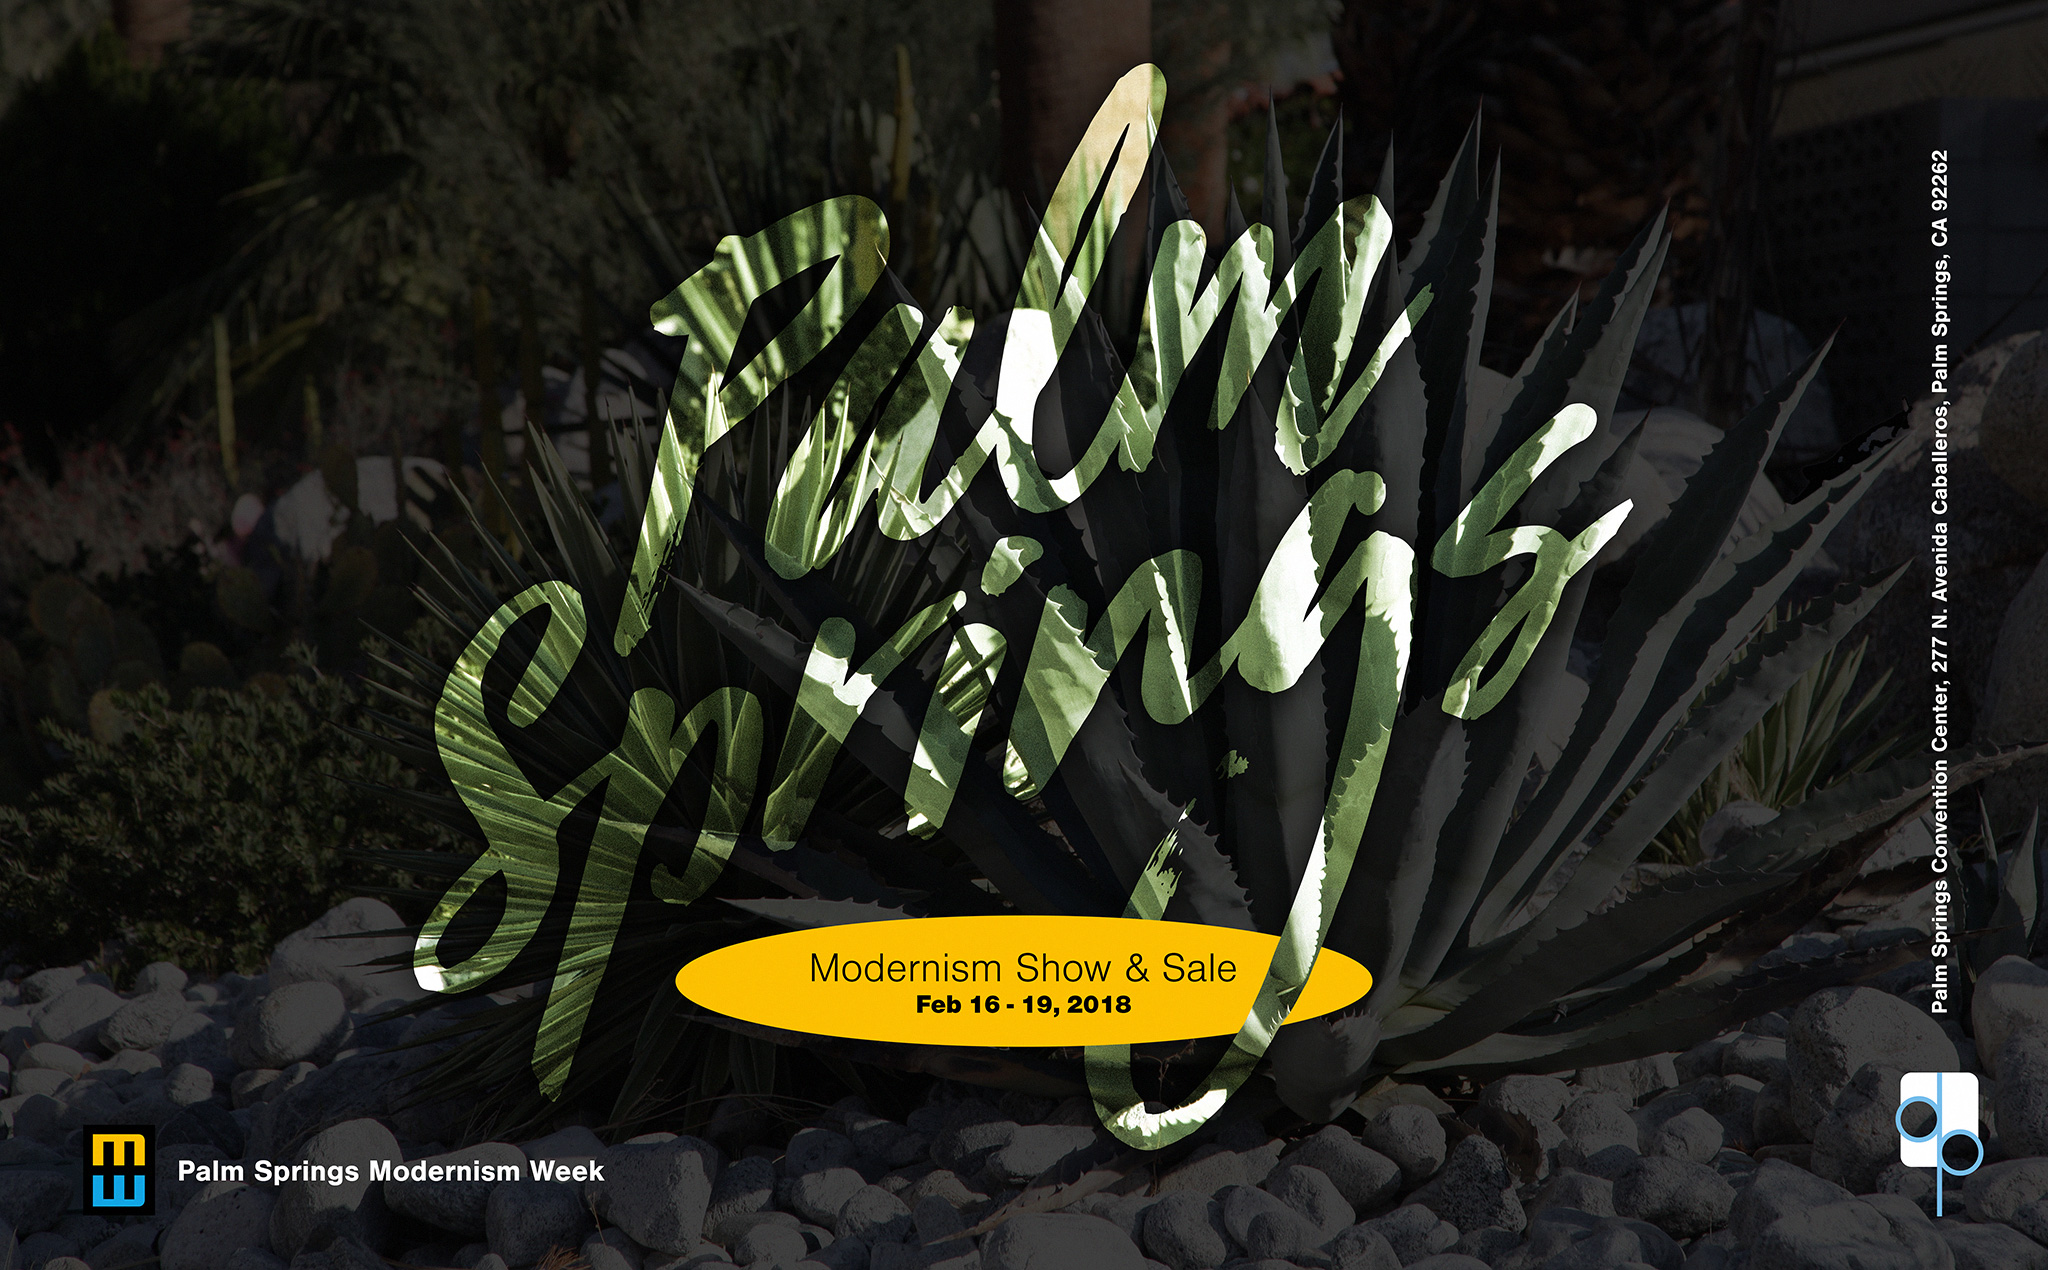 Palm
Springs
Modernism Show & Sale
Feb 16 - 19, 2018
Palm Springs Convention Center, 277 N. Avenida Caballeros, Palm Springs, CA 92262
Palm Springs Modernism Week
dp